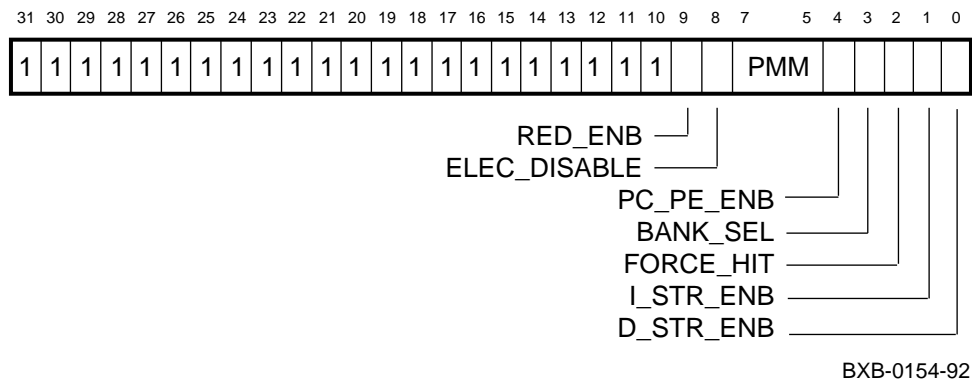 31 30 29 28 27 26 25 24 23 22 21 20 19 18 17 16 15 14 13 12 11 10 9 8 7 5 4 3 2 1 0
1 1 1 1 1 1 1 1 1 1 1 1 1 1 1 1 1 1 1 1 1 1 PMM
RED_ENB
ELEC_DISABLE
PC_PE_ENB
BANK_SEL
FORCE_HIT
I_STR_ENB
D_STR_ENB
BXB-0154-92